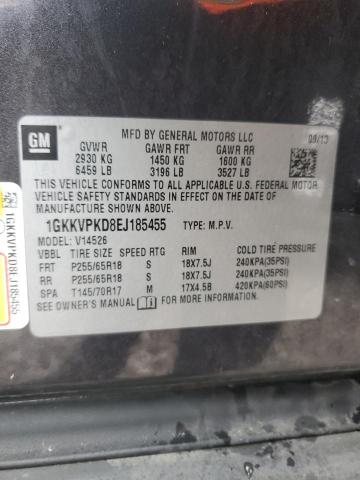 GM
MFD BY GENERAL MOTORS LLC
09/13
GVWR GAWR FRT GAWR RR
2930 KG 1450 KG 1600 KG
6459 LB 3196 LB 3527 LB
THIS VEHICLE CONFORMS TO ALL APPLICABLE U.S. FEDERAL
MOTOR VEHICLE SAFETY STANDARDS IN EFFECT ON THE DATE OF
MANUFACTURE SHOWN ABOVE.
1GKKVPKD8EJ185455 TYPE: M.P.V.
MODEL: V14526
VBBL TIRE SIZE SPEED RTG RIM COLD TIRE PRESSURE
FRT P255/65R18 S 18X7.5J 240KPA(35PSI)
RR P255/65R18 S 18X7.5J 240KPA(35PSI)
SPA T145/70R17 M 17X4.5B 420KPA(60PSI)
SEE OWNER'S MANUAL FOR MORE INFORMATION.
1GKKVPKD8EJ185455